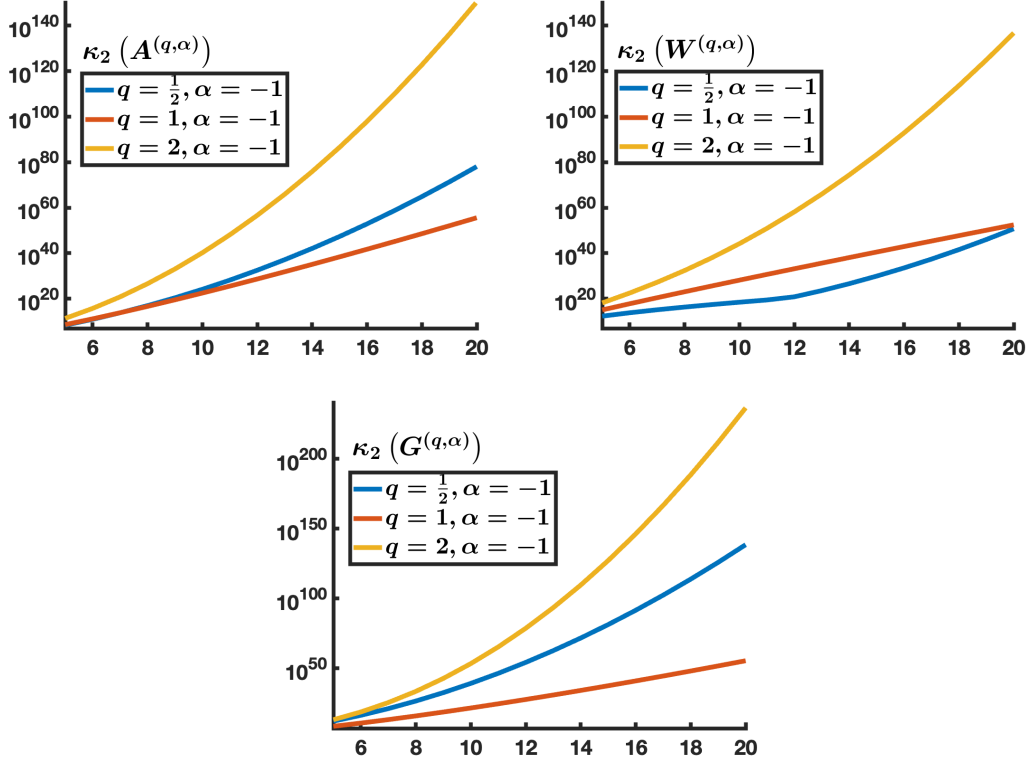 κ₂ (A^(q,α))
q = 1/2, α = −1
q = 1, α = −1
q = 2, α = −1
10^140
10^120
10^100
10^80
10^60
10^40
10^20
6 8 10 12 14 16 18 20
κ₂ (W^(q,α))
q = 1/2, α = −1
q = 1, α = −1
q = 2, α = −1
10^140
10^120
10^100
10^80
10^60
10^40
10^20
6 8 10 12 14 16 18 20
κ₂ (G^(q,α))
q = 1/2, α = −1
q = 1, α = −1
q = 2, α = −1
10^200
10^150
10^100
10^50
6 8 10 12 14 16 18 20